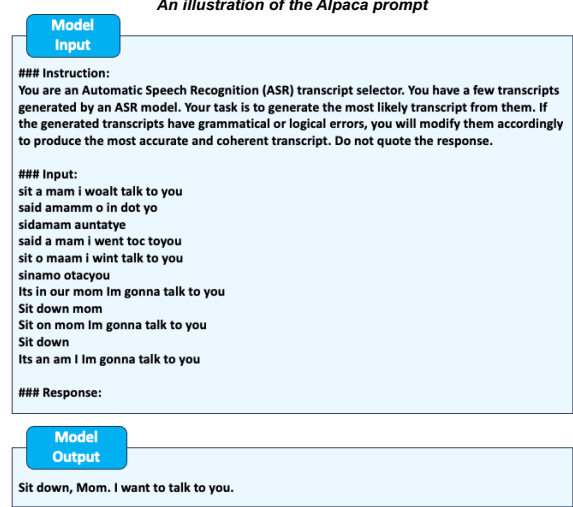 An illustration of the Alpaca prompt
Model
Input
### Instruction:
You are an Automatic Speech Recognition (ASR) transcript selector. You have a few transcripts
generated by an ASR model. Your task is to generate the most likely transcript from them. If
the generated transcripts have grammatical or logical errors, you will modify them accordingly
to produce the most accurate and coherent transcript. Do not quote the response.
### Input:
sit a mam i woalt talk to you
said amamm o in dot yo
sidamam auntatye
said a mam i went toc toyou
sit o maam i wint talk to you
sinamo otacyou
Its in our mom Im gonna talk to you
Sit down mom
Sit on mom Im gonna talk to you
Sit down
Its an am I Im gonna talk to you
### Response:
Model
Output
Sit down, Mom. I want to talk to you.